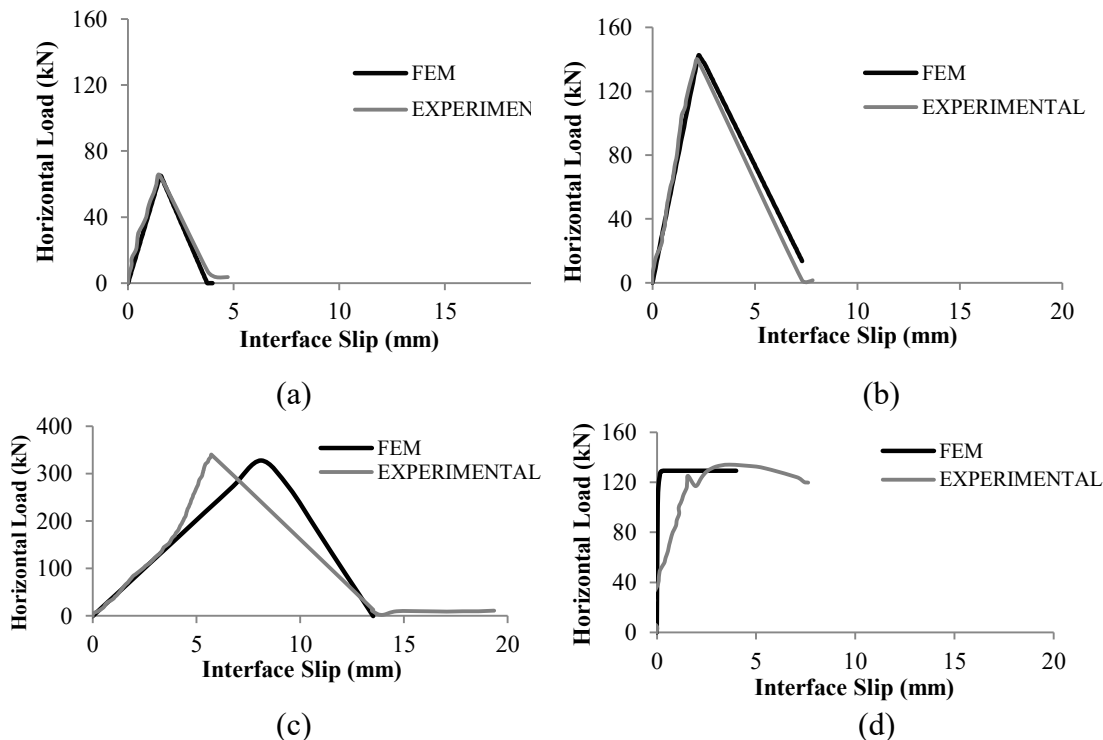 160
120
80
40
0
Horizontal Load (kN)
FEM
EXPERIMEN
0 5 10 15
Interface Slip (mm)
(a)
160
120
80
40
0
Horizontal Load (kN)
FEM
EXPERIMENTAL
0 5 10 15 20
Interface Slip (mm)
(b)
400
300
200
100
0
Horizontal Load (kN)
FEM
EXPERIMENTAL
0 5 10 15 20
Interface Slip (mm)
(c)
160
120
80
40
0
Horizontal Load (kN)
FEM
EXPERIMENTAL
0 5 10 15 20
Interface Slip (mm)
(d)